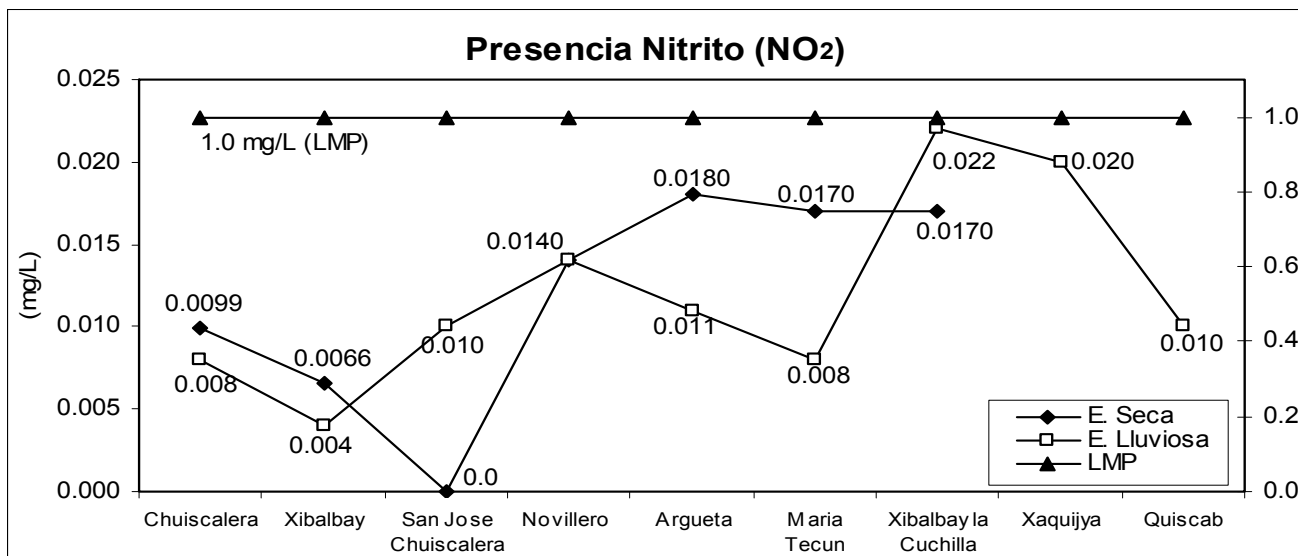 Presencia Nitrito (NO2)
0.025
0.020
0.015
0.010
0.005
0.000
(mg/L)
1.0
0.8
0.6
0.4
0.2
0.0
1.0 mg/L (LMP)
0.0099
0.0066
0.0
0.0140
0.0180
0.0170
0.0170
0.008
0.004
0.010
0.011
0.008
0.022
0.020
0.010
E. Seca
E. Lluviosa
LMP
Chuiscalera
Xibalbay
San Jose
Chuiscalera
Novillero
Argueta
Maria
Tecun
Xibalbay la
Cuchilla
Xaquijya
Quiscab